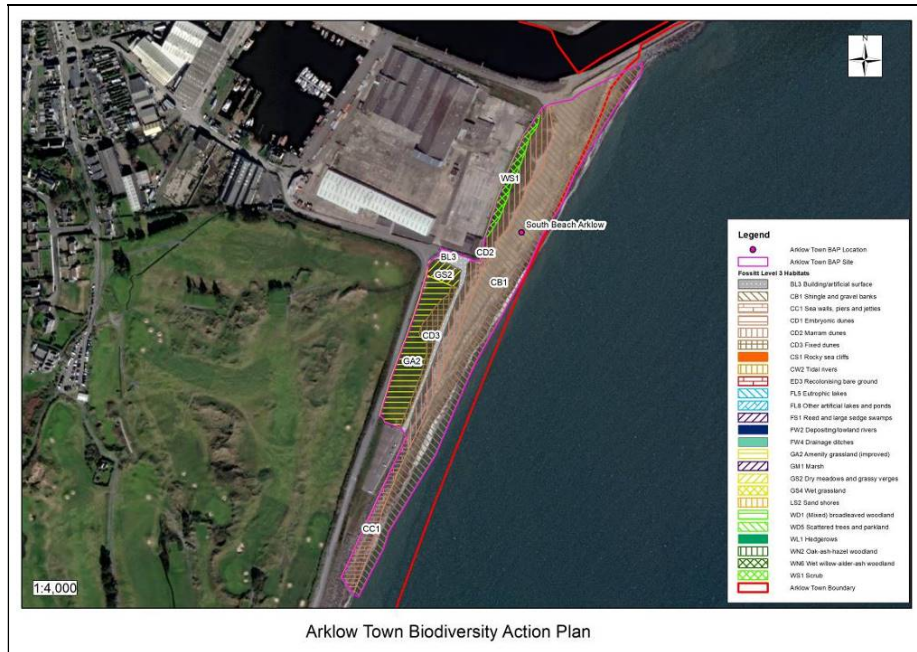 N
WS1
South Beach Arklow
CD2
BL3
GS2
CB1
CD3
GA2
CC1
1:4,000
Legend
Arklow Town BAP Location
Arklow Town BAP Site
Fossitt Level 3 Habitats
BL3 Building/artificial surface
CB1 Shingle and gravel banks
CC1 Sea walls, piers and jetties
CD1 Embryonic dunes
CD2 Marram dunes
CD3 Fixed dunes
CS1 Rocky sea cliffs
CW2 Tidal rivers
ED3 Recolonising bare ground
FL5 Eutrophic lakes
FL8 Other artificial lakes and ponds
FS1 Reed and large sedge swamps
FW2 Depositing/lowland rivers
FW4 Drainage ditches
GA2 Amenity grassland (improved)
GM1 Marsh
GS2 Dry meadows and grassy verges
GS4 Wet grassland
LS2 Sand shores
WD1 (Mixed) broadleaved woodland
WD5 Scattered trees and parkland
WL1 Hedgerows
WN2 Oak-ash-hazel woodland
WN6 Wet willow-alder-ash woodland
WS1 Scrub
Arklow Town Boundary
Arklow Town Biodiversity Action Plan